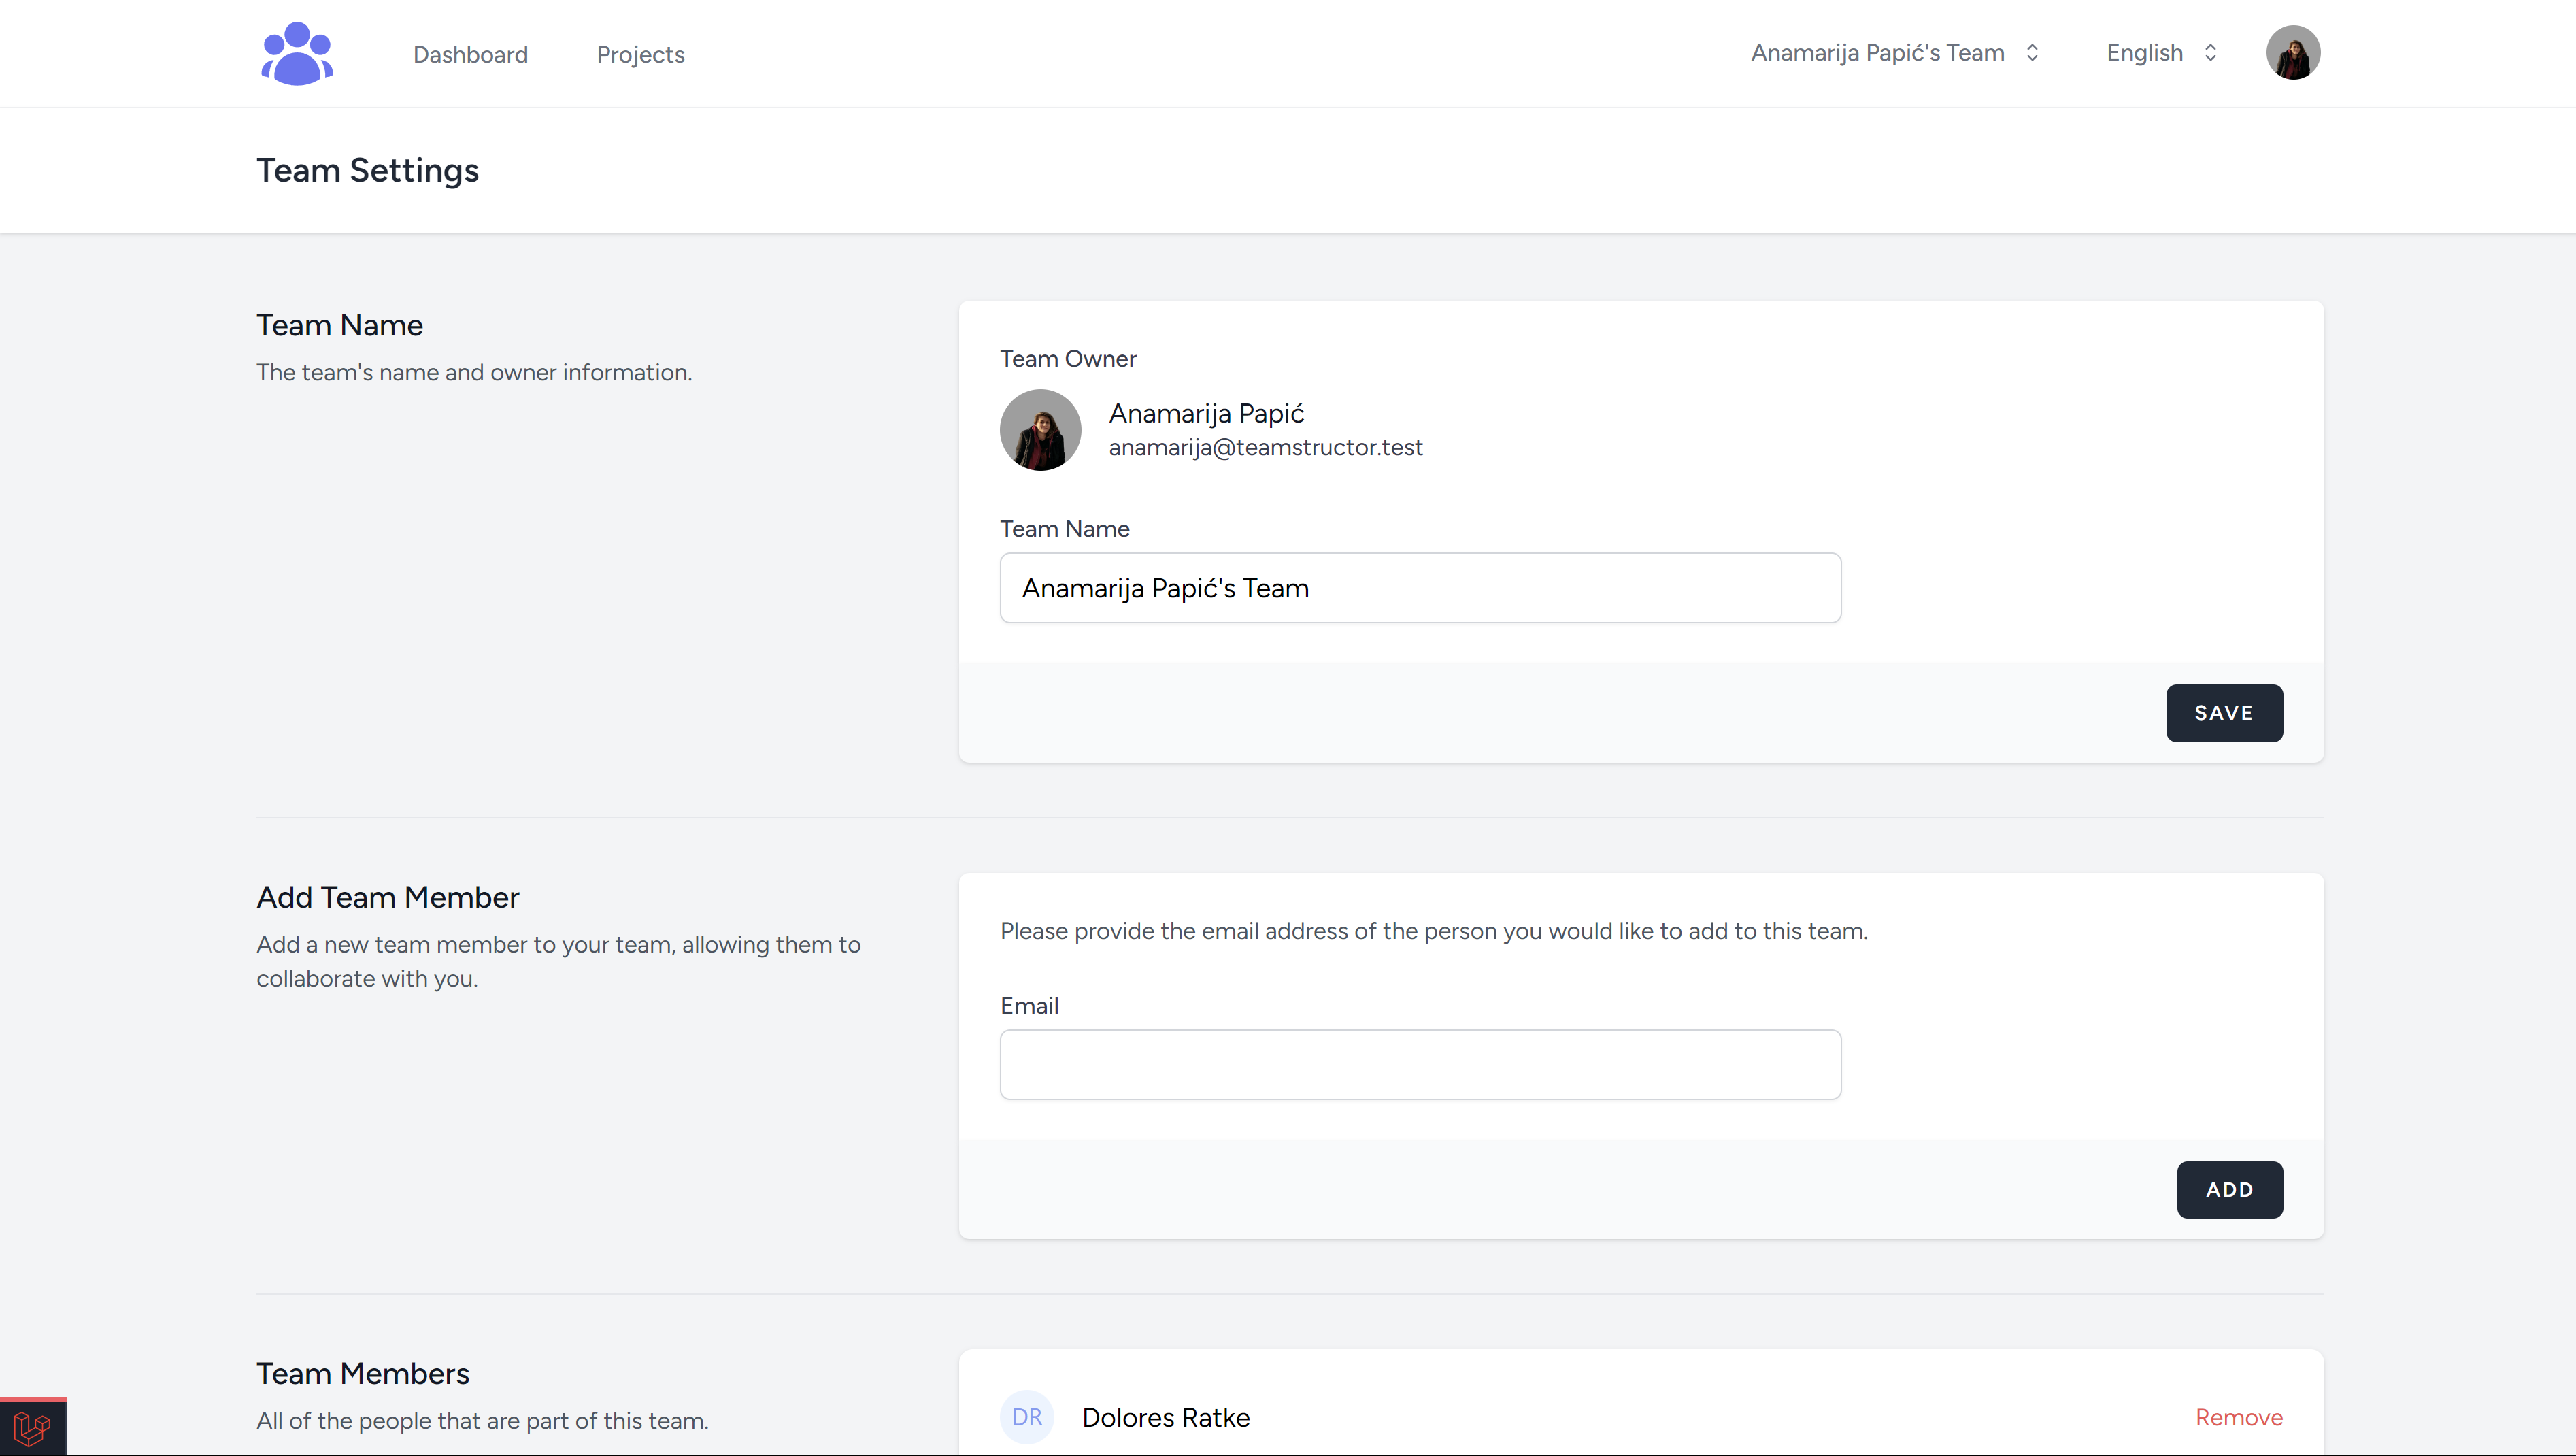 Dashboard
Projects
Anamarija Papić's Team
English
Team Settings
Team Name
The team's name and owner information.
Team Owner
Anamarija Papić
anamarija@teamstructor.test
Team Name
Anamarija Papić's Team
SAVE
Add Team Member
Add a new team member to your team, allowing them to
collaborate with you.
Please provide the email address of the person you would like to add to this team.
Email
ADD
Team Members
All of the people that are part of this team.
DR
Dolores Ratke
Remove